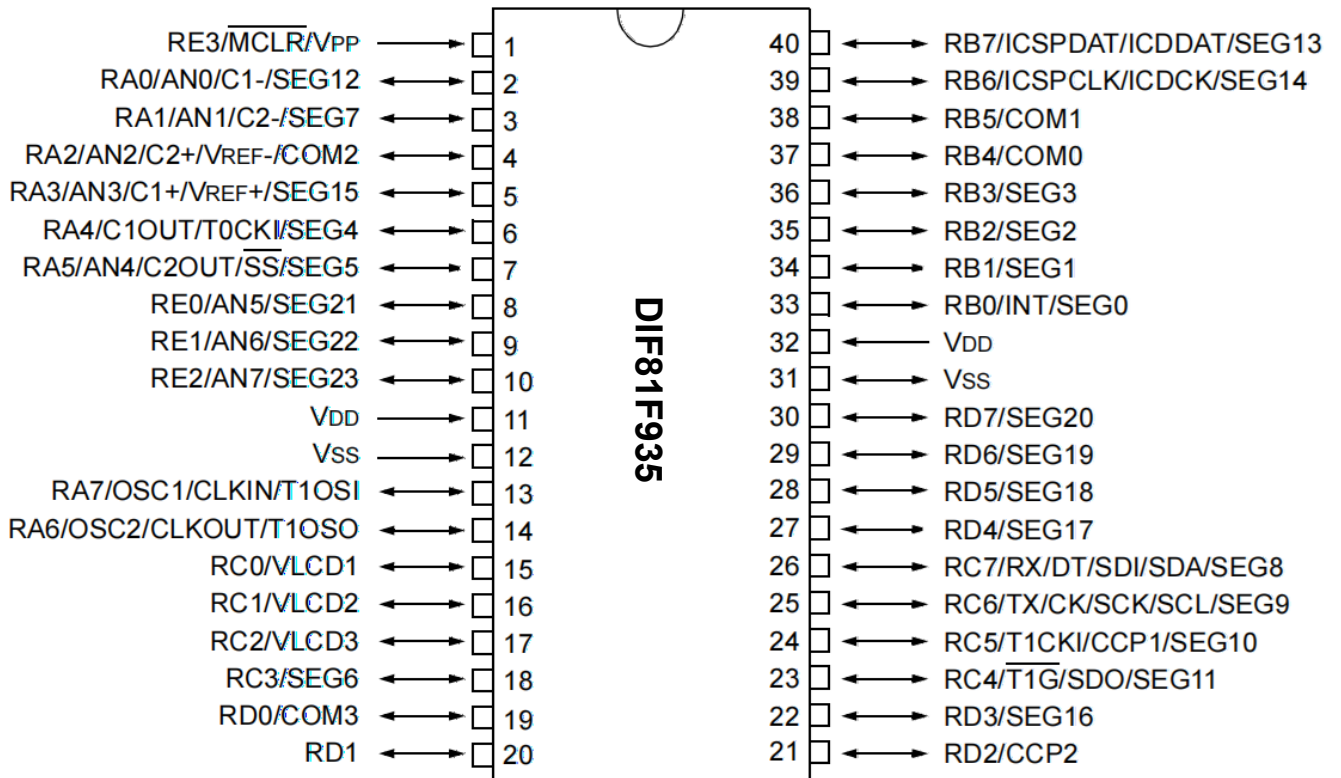 RE3/MCLR/VPP 1 40 RB7/ICSPDAT/ICDDAT/SEG13
RA0/AN0/C1-/SEG12 2 39 RB6/ICSPCLK/ICDCK/SEG14
RA1/AN1/C2-/SEG7 3 38 RB5/COM1
RA2/AN2/C2+/VREF-/COM2 4 37 RB4/COM0
RA3/AN3/C1+/VREF+/SEG15 5 36 RB3/SEG3
RA4/C1OUT/T0CKI/SEG4 6 35 RB2/SEG2
RA5/AN4/C2OUT/SS/SEG5 7 34 RB1/SEG1
RE0/AN5/SEG21 8 33 RB0/INT/SEG0
RE1/AN6/SEG22 9 32 VDD
RE2/AN7/SEG23 10 31 VSS
VDD 11 30 RD7/SEG20
VSS 12 29 RD6/SEG19
RA7/OSC1/CLKIN/T1OSI 13 28 RD5/SEG18
RA6/OSC2/CLKOUT/T1OSO 14 27 RD4/SEG17
RC0/VLCD1 15 26 RC7/RX/DT/SDI/SDA/SEG8
RC1/VLCD2 16 25 RC6/TX/CK/SCK/SCL/SEG9
RC2/VLCD3 17 24 RC5/T1CKI/CCP1/SEG10
RC3/SEG6 18 23 RC4/T1G/SDO/SEG11
RD0/COM3 19 22 RD3/SEG16
RD1 20 21 RD2/CCP2
DIF81F935